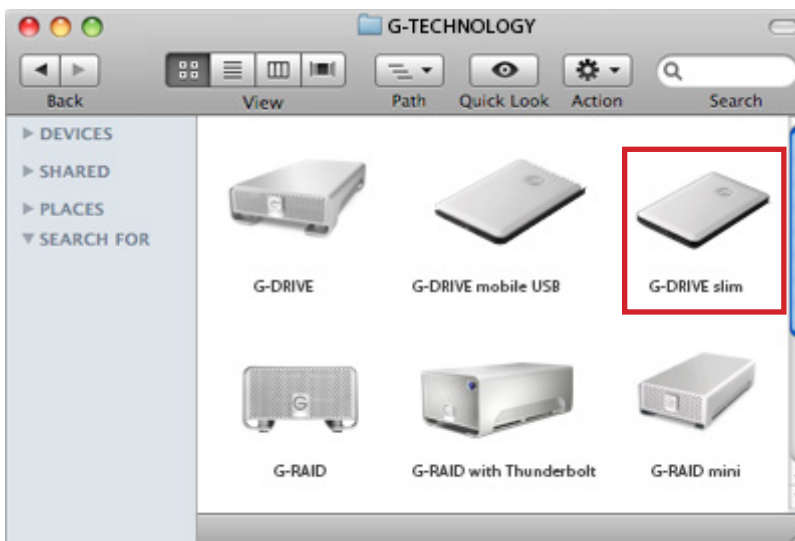 G-TECHNOLOGY
Back View Path Quick Look Action Search
DEVICES
SHARED
PLACES
SEARCH FOR
G-DRIVE G-DRIVE mobile USB G-DRIVE slim
G
G-RAID G-RAID with Thunderbolt G-RAID mini